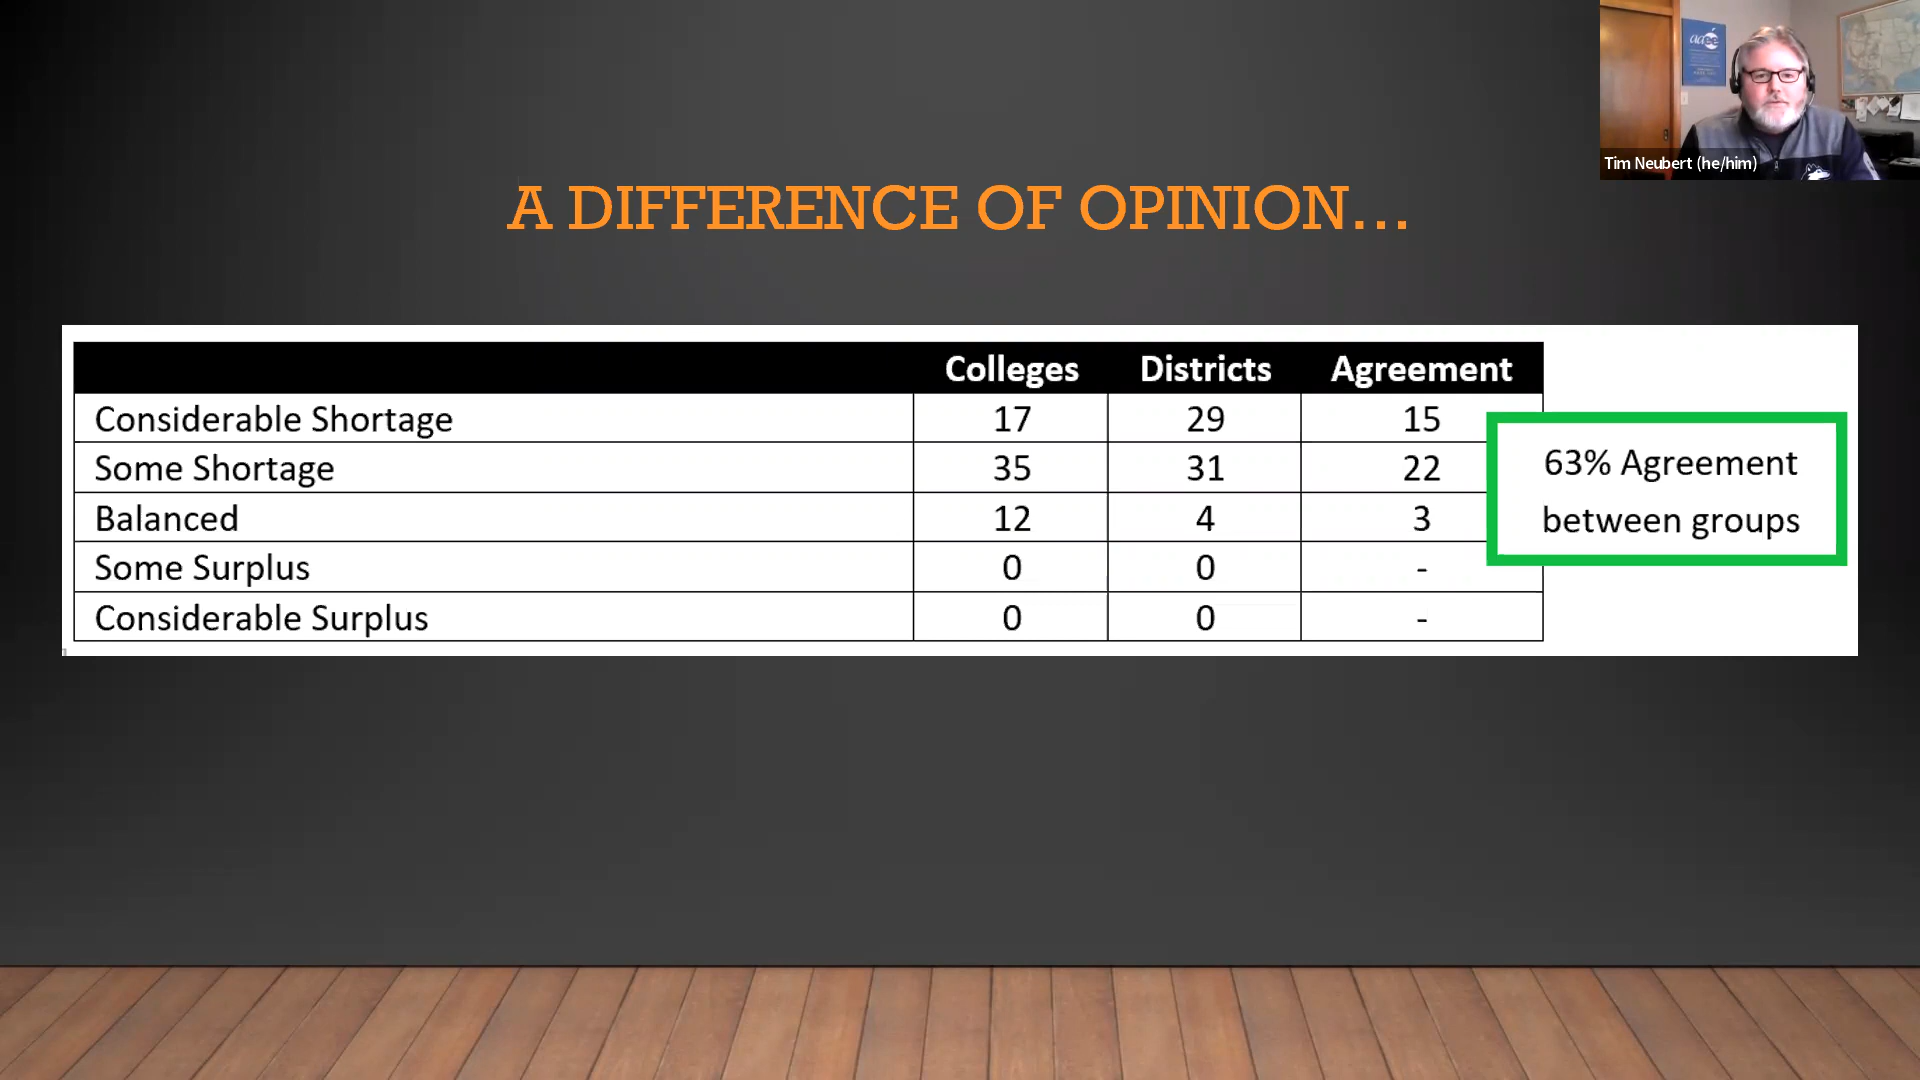 aaee
Tim Neubert (he/him)
A DIFFERENCE OF OPINION...
Colleges Districts Agreement
Considerable Shortage 17 29 15
Some Shortage 35 31 22
Balanced 12 4 3
Some Surplus 0 0 -
Considerable Surplus 0 0 -
63% Agreement
between groups